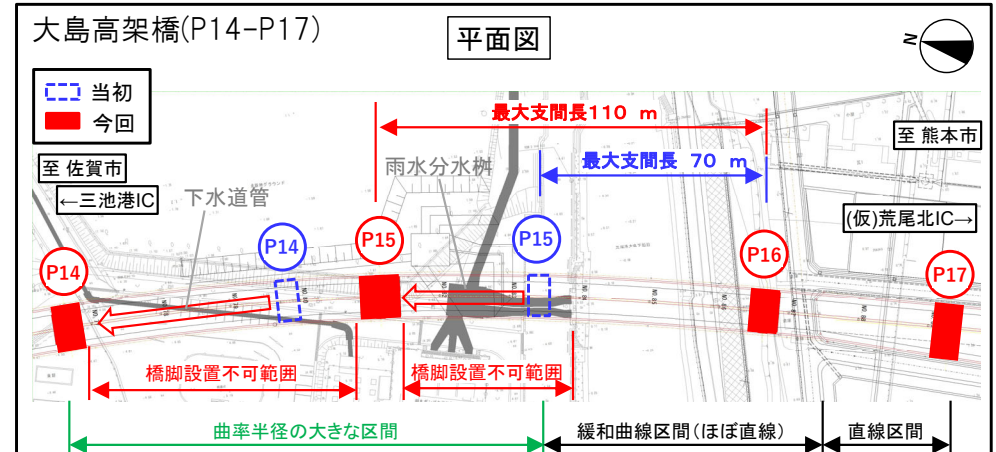 大島高架橋(P14-P17)
平面図
N
当初
今回
最大支間長110 m
至 熊本市
至 佐賀市
雨水分水桝
最大支間長 70 m
←三池港IC
下水道管
(仮)荒尾北IC→
P14
P14
P15
P15
P16
P17
橋脚設置不可範囲
橋脚設置不可範囲
曲率半径の大きな区間
緩和曲線区間(ほぼ直線)
直線区間